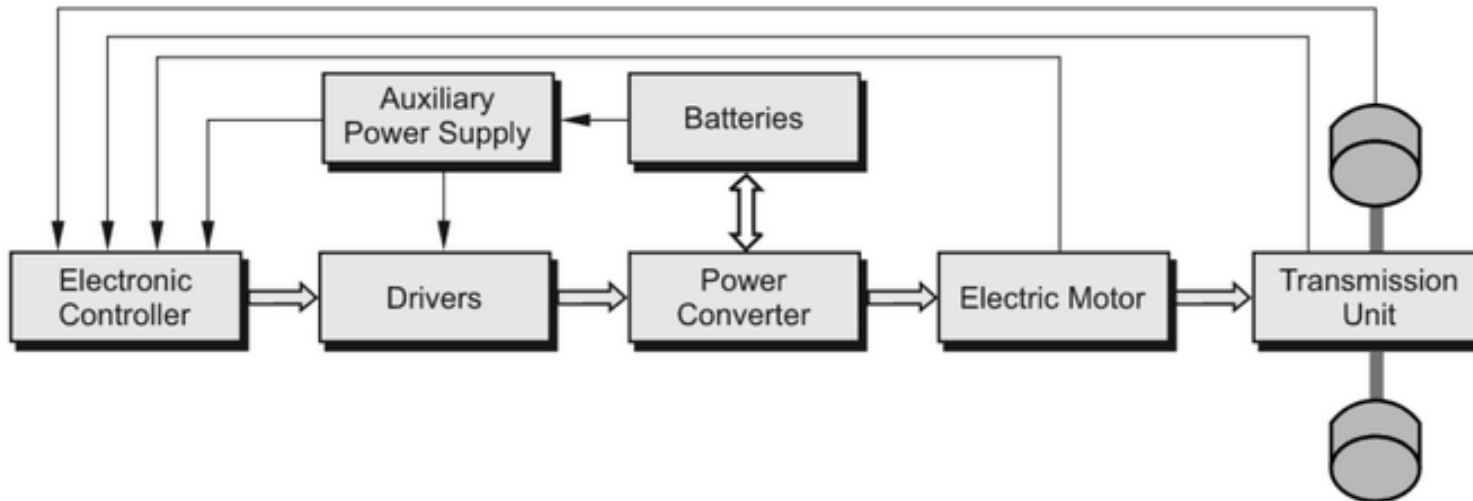 Auxiliary
Power Supply
Batteries
Electronic
Controller
Drivers
Power
Converter
Electric Motor
Transmission
Unit